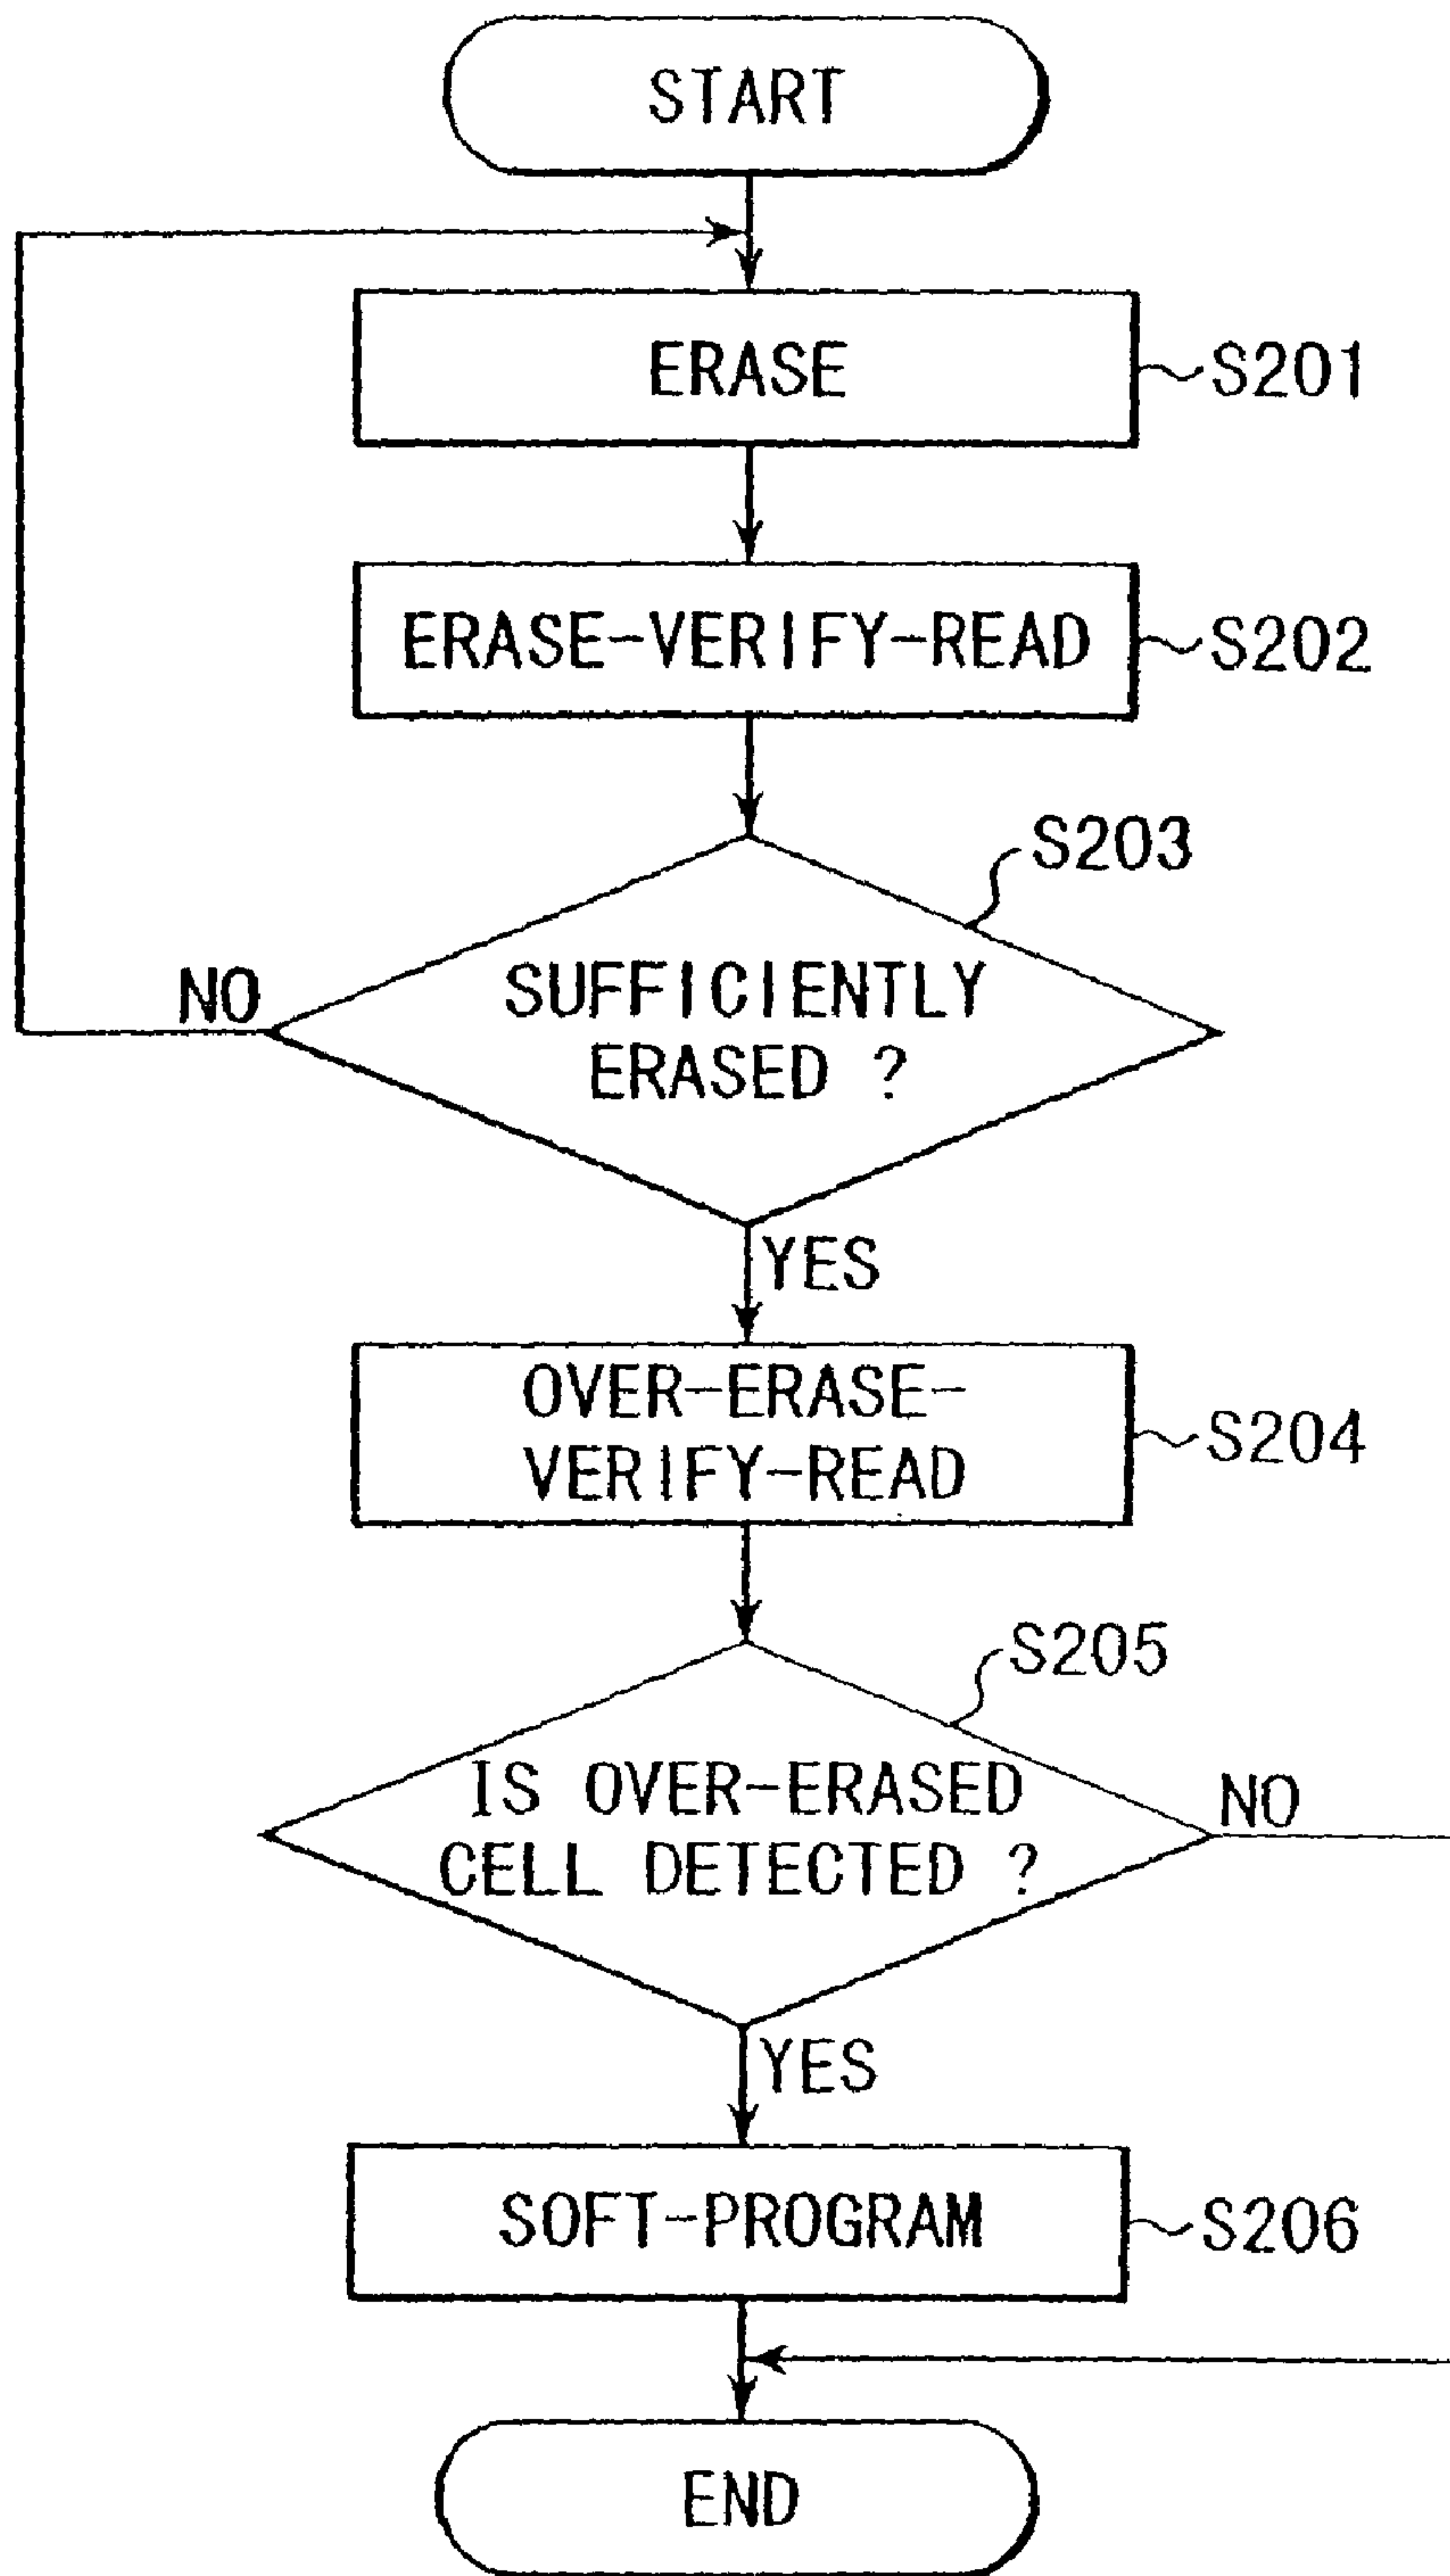 START
ERASE
S201
ERASE-VERIFY-READ
S202
S203
SUFFICIENTLY
ERASED ?
NO
YES
OVER-ERASE-
VERIFY-READ
S204
S205
IS OVER-ERASED
CELL DETECTED ?
NO
YES
SOFT-PROGRAM
S206
END